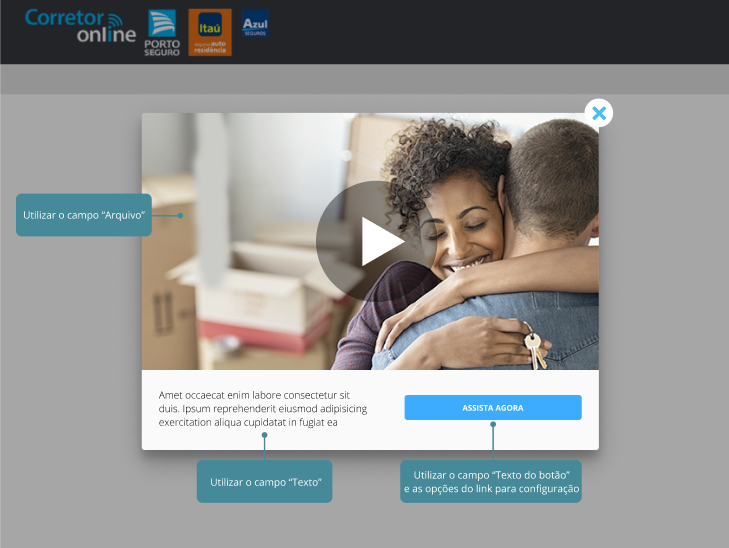 Corretor
online
PORTO
SEGURO
Itaú
seguros auto
residência
Azul
SEGUROS
Utilizar o campo “Arquivo”
Amet occaecat enim labore consectetur sit
duis. Ipsum reprehenderit eiusmod adipisicing
exercitation aliqua cupidatat in fugiat ea
ASSISTA AGORA
Utilizar o campo “Texto”
Utilizar o campo “Texto do botão”
e as opções do link para configuração